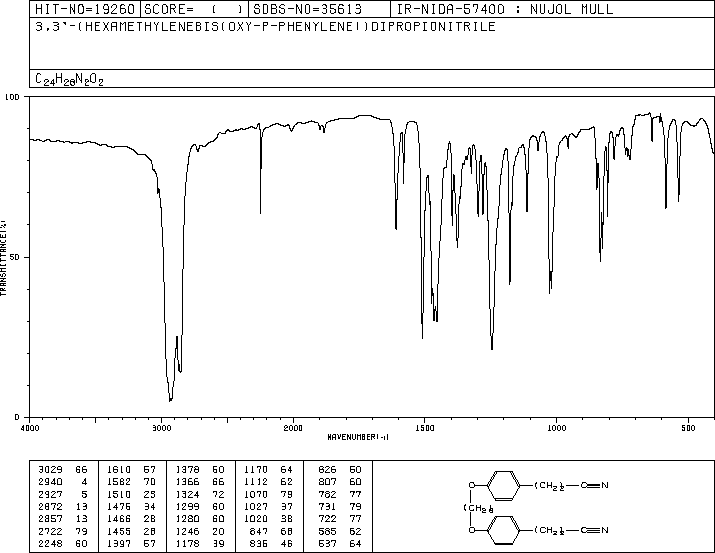 HIT-NO=19260 SCORE= ( ) SDBS-NO=35613 IR-NIDA-57400 : NUJOL MULL
3,3'-(HEXAMETHYLENEBIS(OXY-P-PHENYLENE))DIPROPIONITRILE
C24H28N2O2
100
50
0
TRANSMITTANCE(%)
4000 3000 2000 1500 1000 500
WAVENUMBER(-1)
3029 66 1610 57 1378 50 1170 64 826 50
2940 4 1582 70 1366 66 1112 62 807 60
2927 5 1510 23 1324 72 1070 79 782 77
2872 13 1476 34 1299 60 1027 37 731 79
2857 13 1466 28 1280 60 1020 38 722 77
2722 79 1455 28 1246 20 847 68 585 62
2248 60 1397 57 1178 39 836 46 537 64
O (CH2)2 C≡N
(CH2)6
O (CH2)2 C≡N